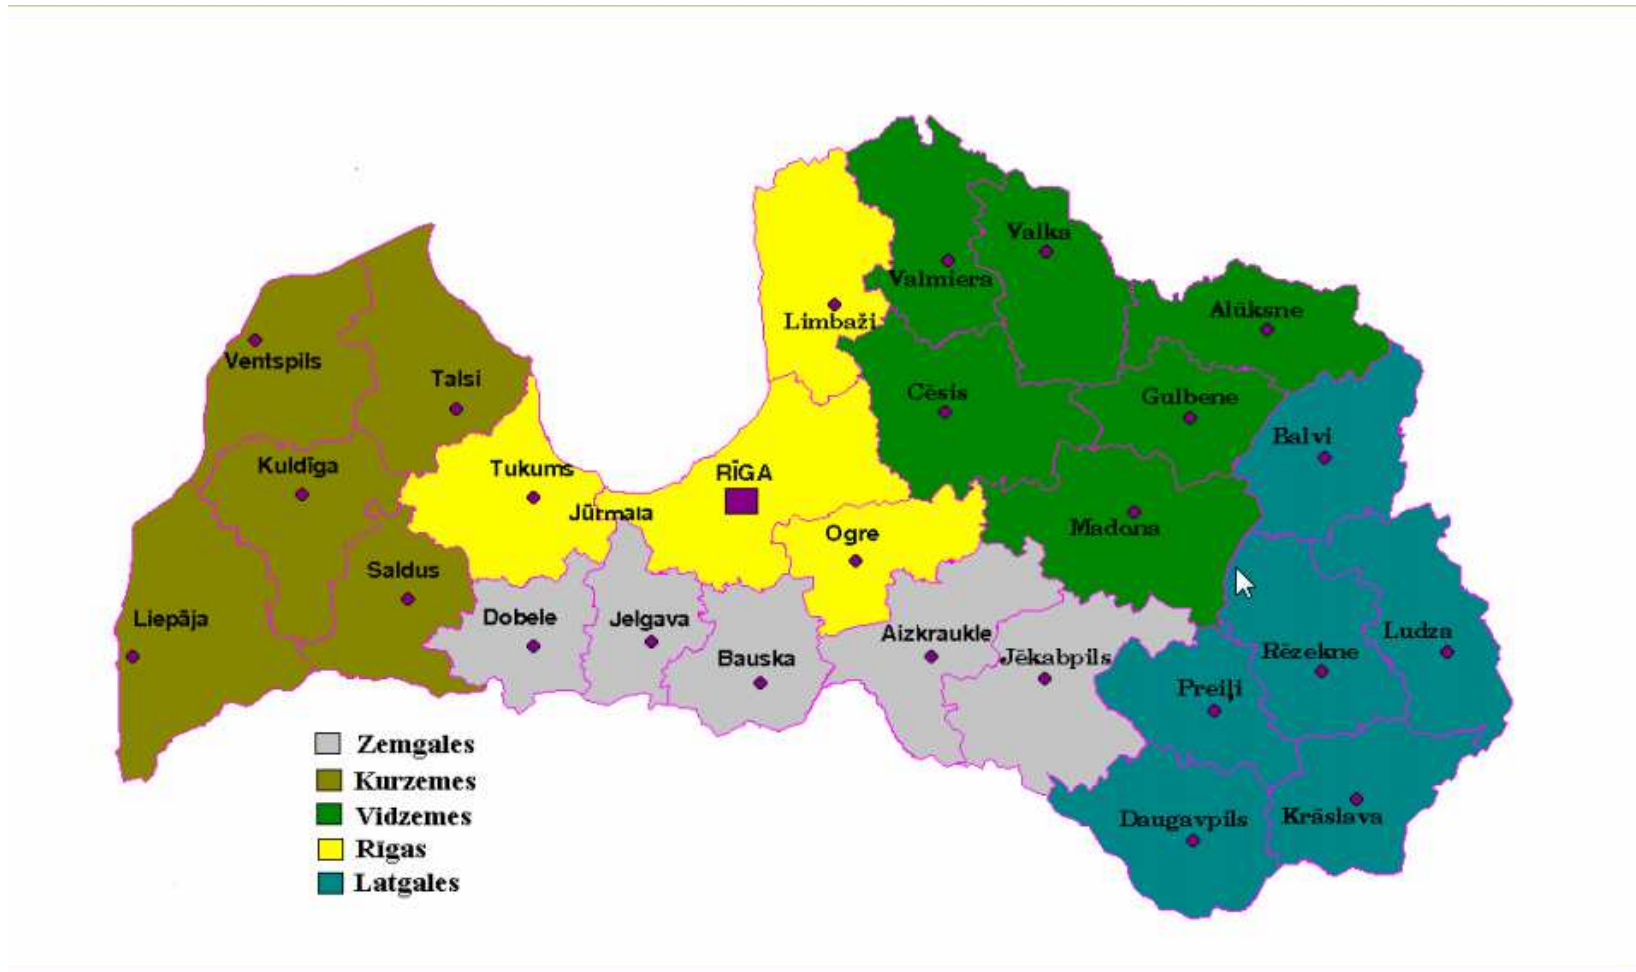 Valka
Valmiera
Alūksne
Limbaži
Ventspils
Talsi
Cēsis
Gulbene
Balvi
Kuldīga
Tukums
RĪGA
Jūrmala
Madona
Ogre
Saldus
Liepāja
Dobele
Jelgava
Aizkraukle
Bauska
Jēkabpils
Rēzekne
Ludza
Preiļi
Daugavpils
Krāslava
Zemgales
Kurzemes
Vidzemes
Rīgas
Latgales